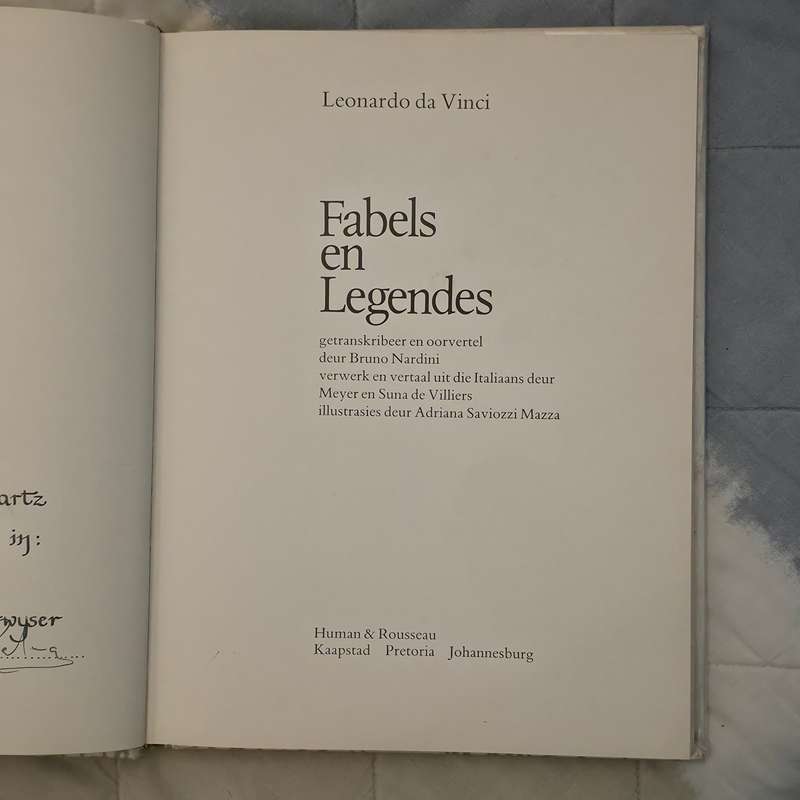 artz
in:
wyser
Leonardo da Vinci
Fabels
en
Legendes
getranskribeer en oorvertel
deur Bruno Nardini
verwerk en vertaal uit die Italiaans deur
Meyer en Suna de Villiers
illustrasies deur Adriana Saviozzi Mazza
Human & Rousseau
Kaapstad Pretoria Johannesburg